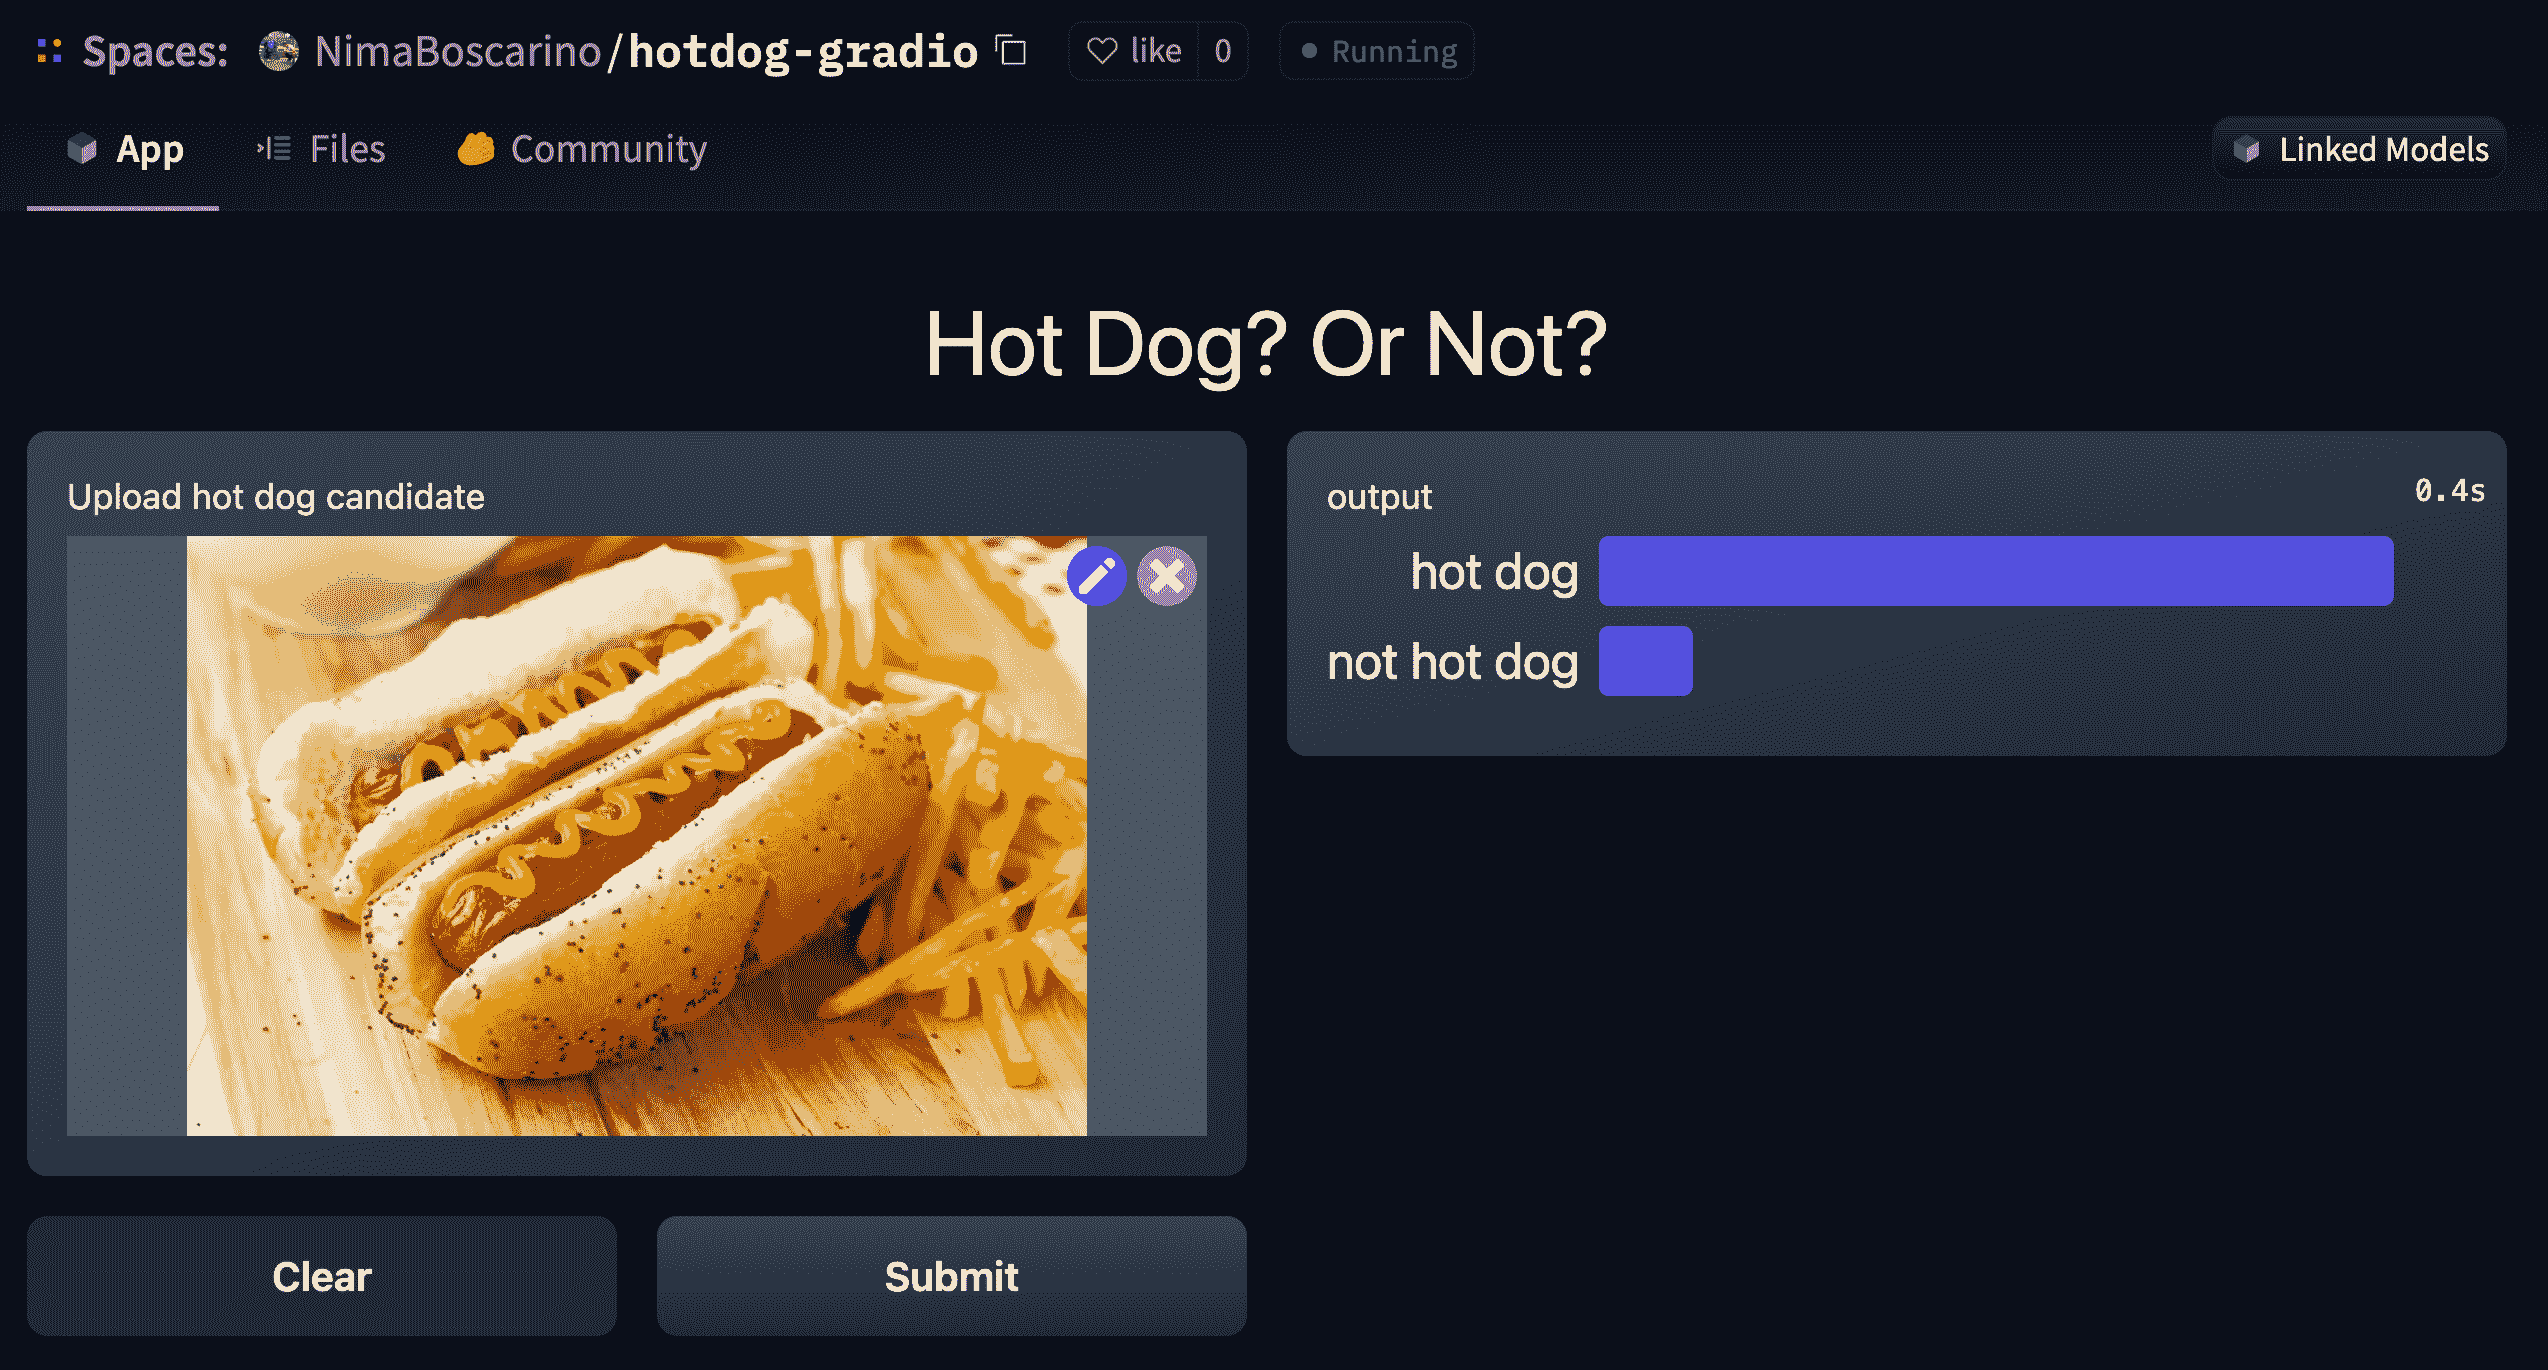 Spaces: NimaBoscarino/hotdog-gradio like 0 Running
App Files Community Linked Models
Hot Dog? Or Not?
Upload hot dog candidate
output 0.4s
hot dog
not hot dog
Clear Submit